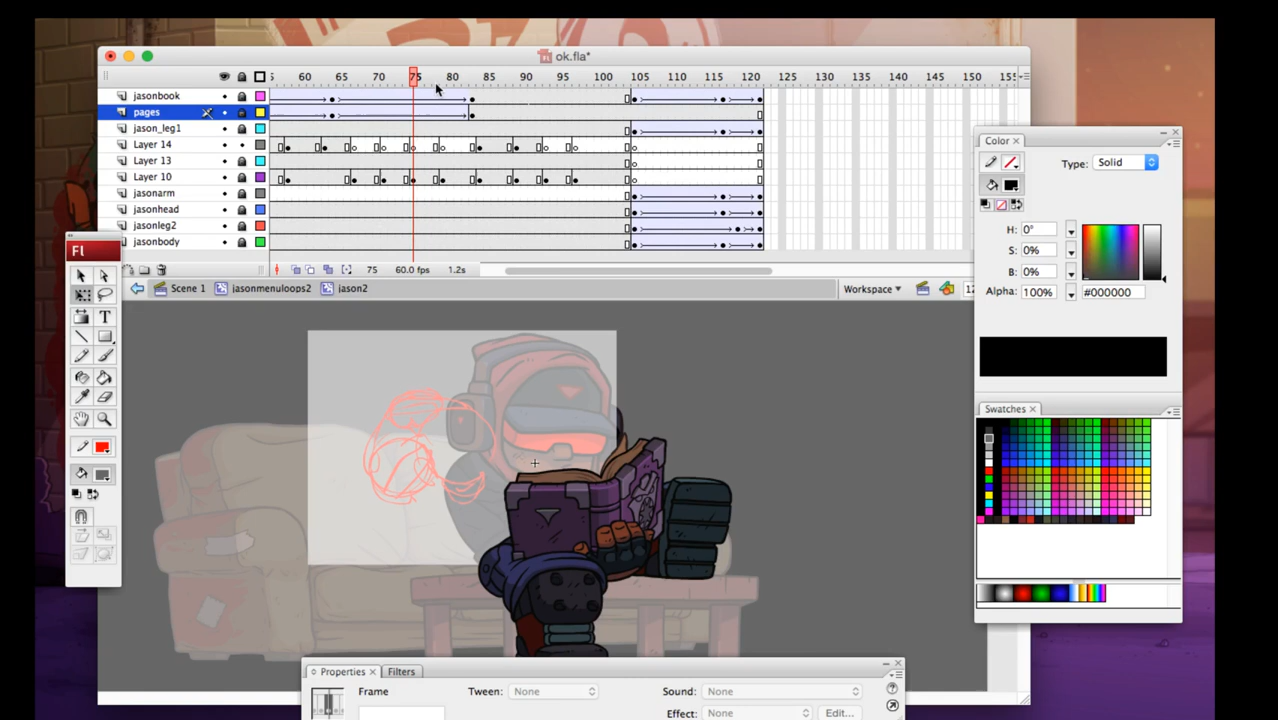 ok.fla*
60 65 70 75 80 85 90 95 100 105 110 115 120 125 130 135 140 145 150 155
jasonbook
pages
jason_leg1
Layer 14
Layer 13
Layer 10
jasonarm
jasonhead
jasonleg2
jasonbody
75 60.0 fps 1.2s
Scene 1 jasonmenuloops2 jason2
Workspace
Fl
T
Color
Type: Solid
H: 0°
S: 0%
B: 0%
Alpha: 100% #000000
Swatches
Properties Filters
Frame Tween: None Sound: None
Effect: None Edit...